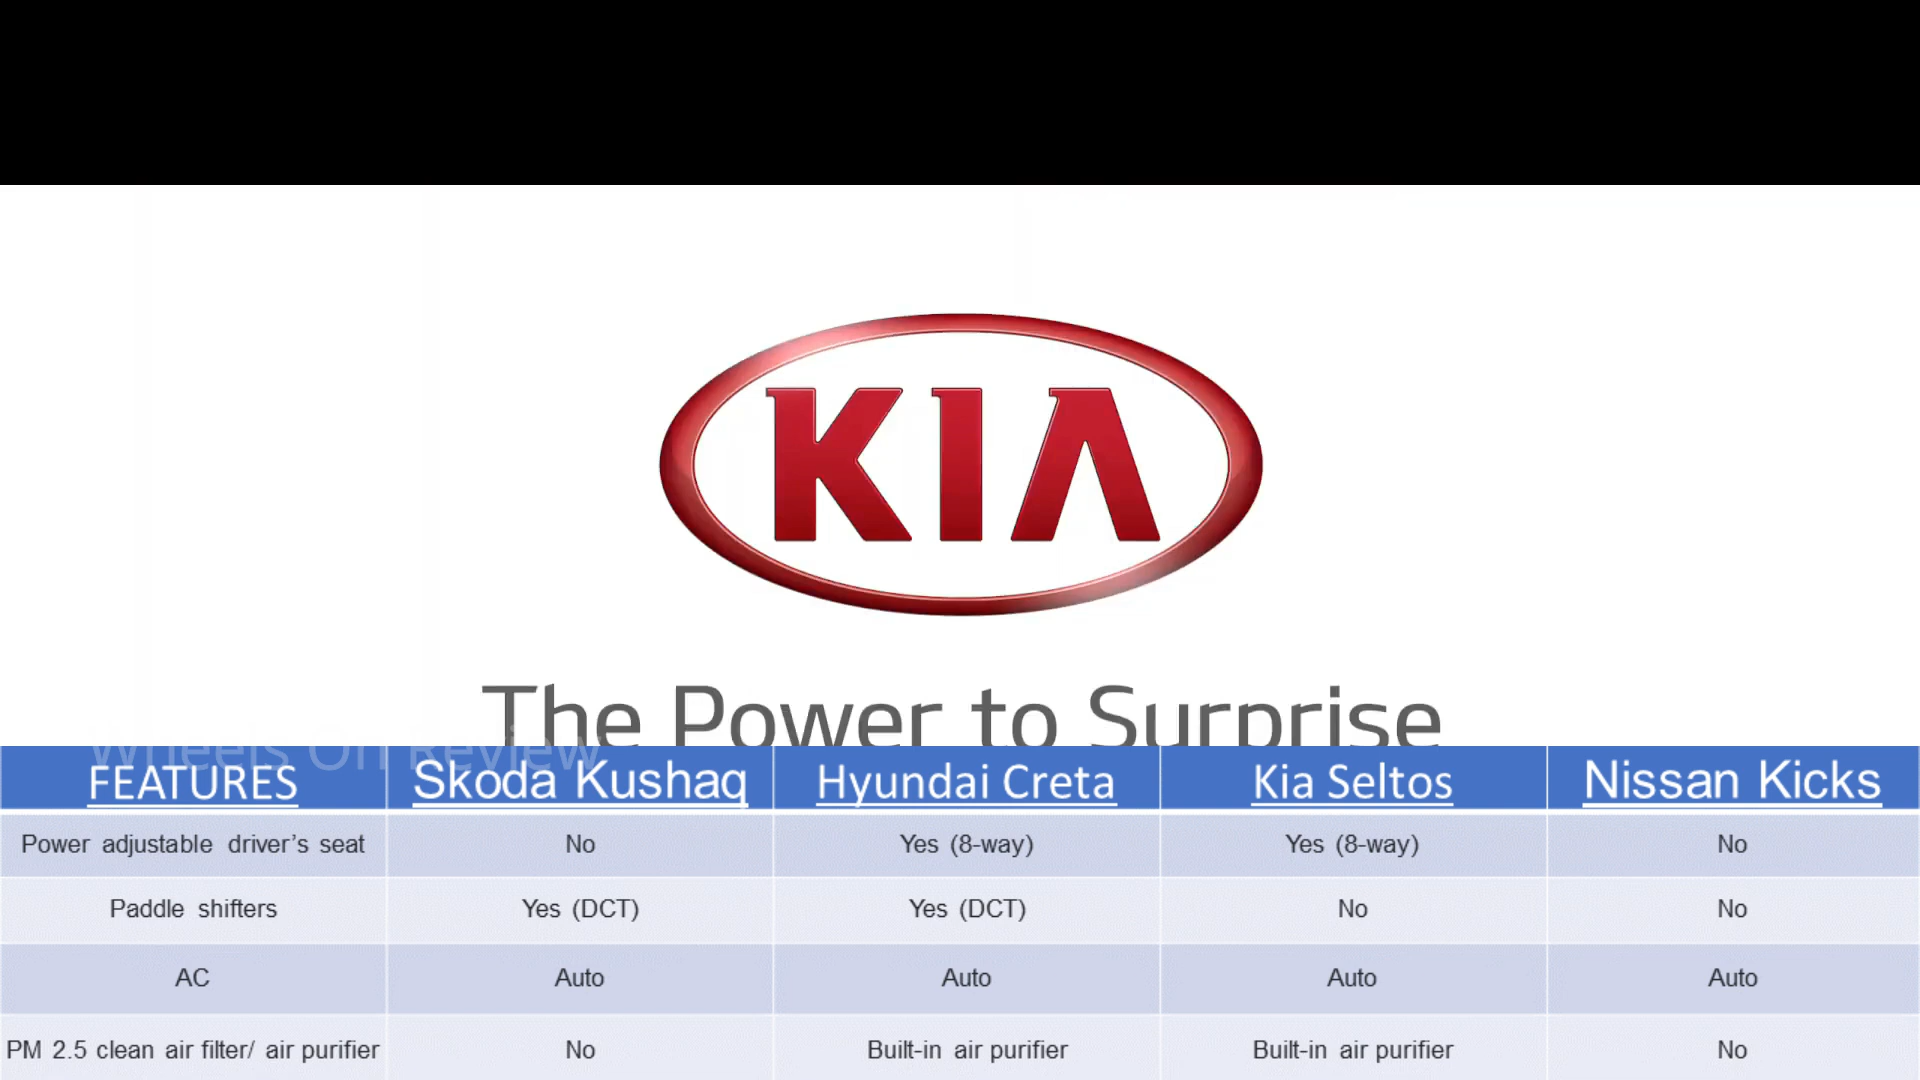 KIA
The Power to Surprise
Wheels On Review
FEATURES Skoda Kushaq Hyundai Creta Kia Seltos Nissan Kicks
Power adjustable driver’s seat No Yes (8-way) Yes (8-way) No
Paddle shifters Yes (DCT) Yes (DCT) No No
AC Auto Auto Auto Auto
PM 2.5 clean air filter/ air purifier No Built-in air purifier Built-in air purifier No